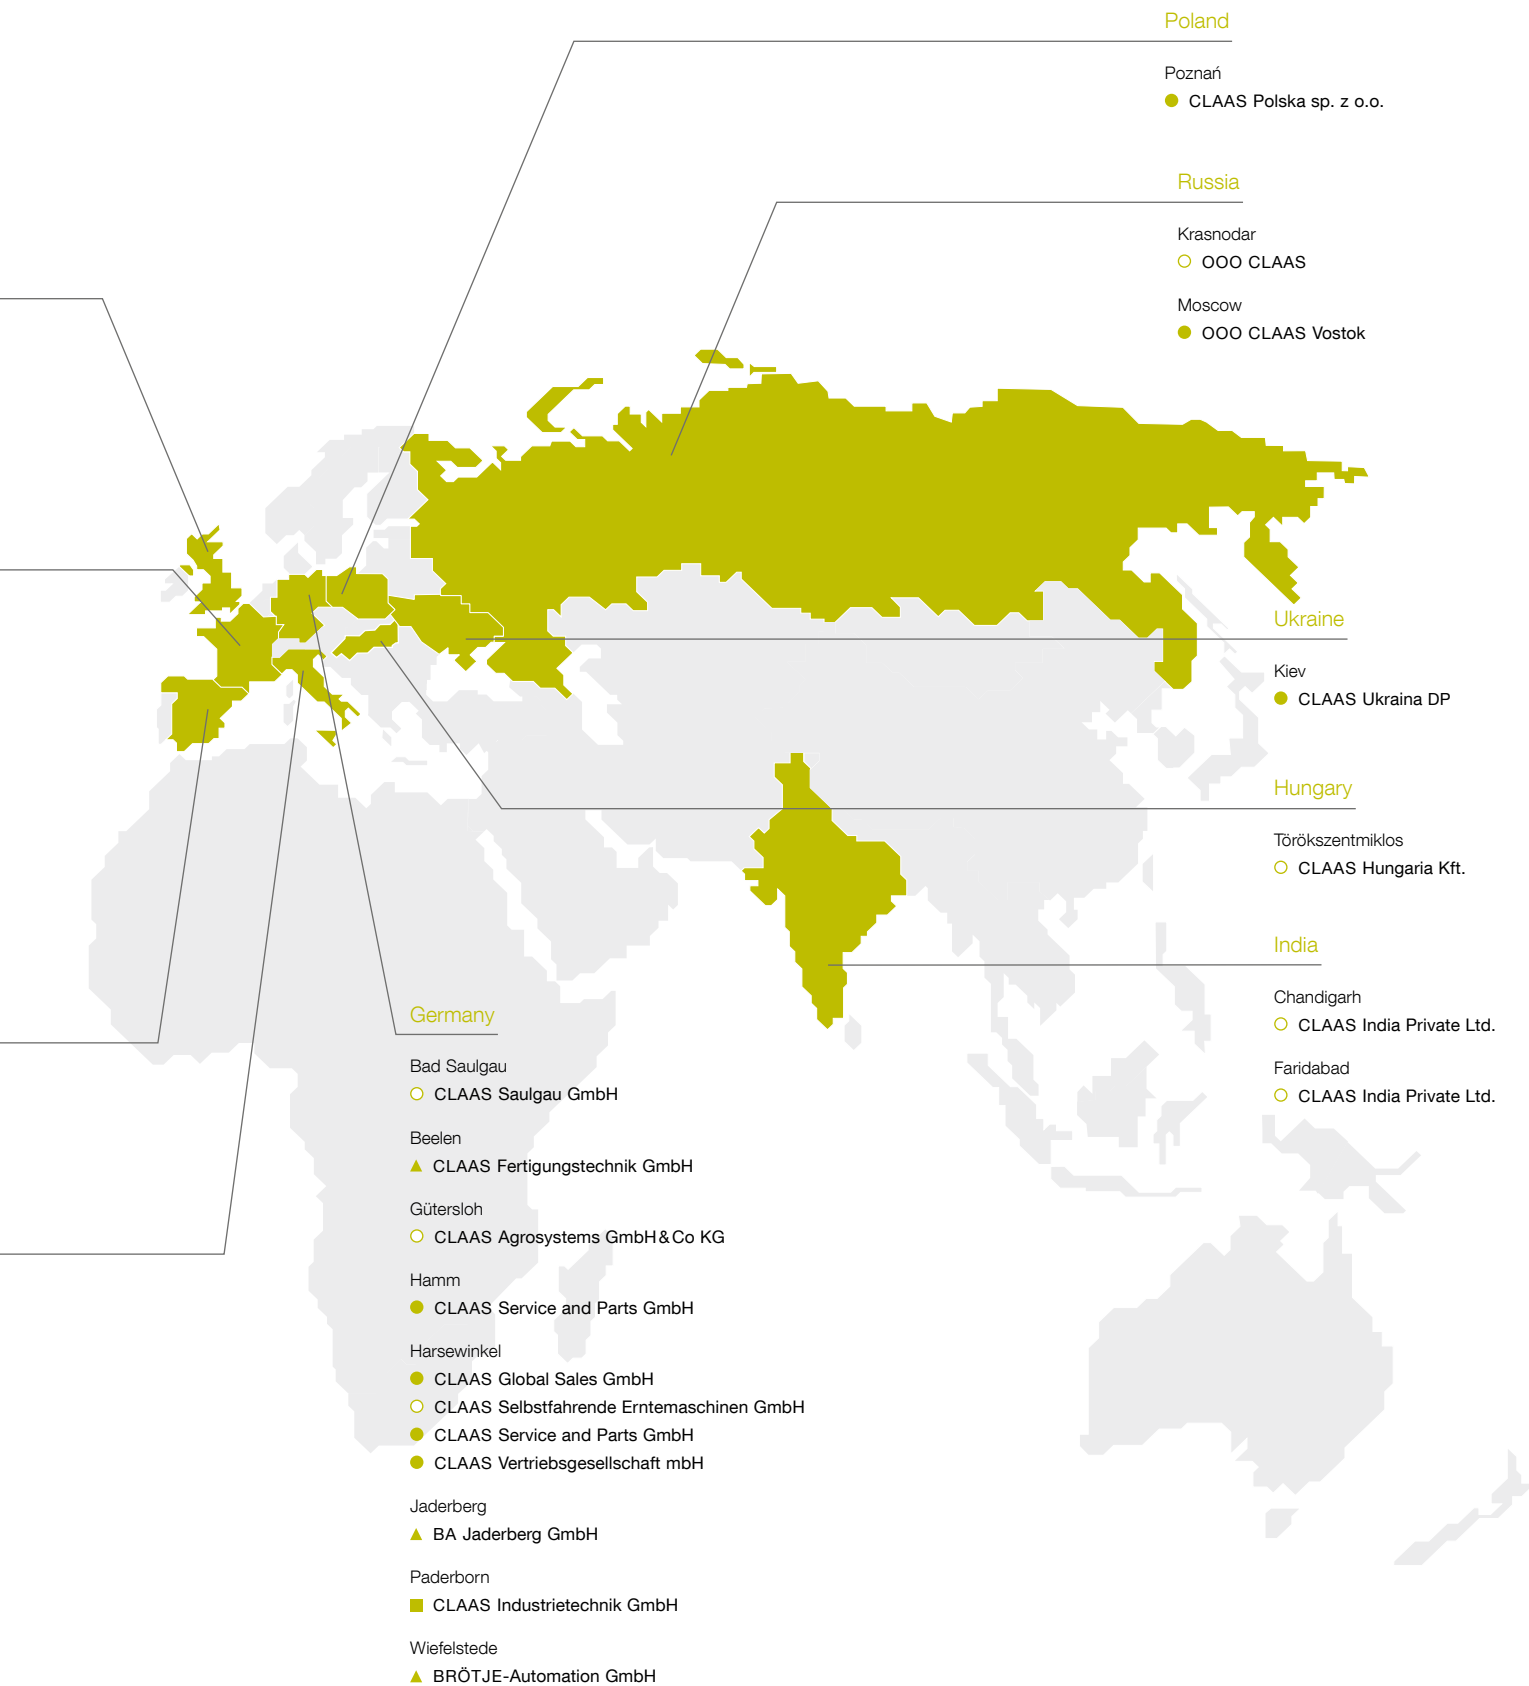 Poland
Poznań
CLAAS Polska sp. z o.o.
Russia
Krasnodar
OOO CLAAS
Moscow
OOO CLAAS Vostok
Ukraine
Kiev
CLAAS Ukraina DP
Hungary
Törökszentmiklos
CLAAS Hungaria Kft.
India
Chandigarh
CLAAS India Private Ltd.
Faridabad
CLAAS India Private Ltd.
Germany
Bad Saulgau
CLAAS Saulgau GmbH
Beelen
CLAAS Fertigungstechnik GmbH
Gütersloh
CLAAS Agrosystems GmbH & Co KG
Hamm
CLAAS Service and Parts GmbH
Harsewinkel
CLAAS Global Sales GmbH
CLAAS Selbstfahrende Erntemaschinen GmbH
CLAAS Service and Parts GmbH
CLAAS Vertriebsgesellschaft mbH
Jaderberg
BA Jaderberg GmbH
Paderborn
CLAAS Industrietechnik GmbH
Wiefelstede
BRÖTJE-Automation GmbH